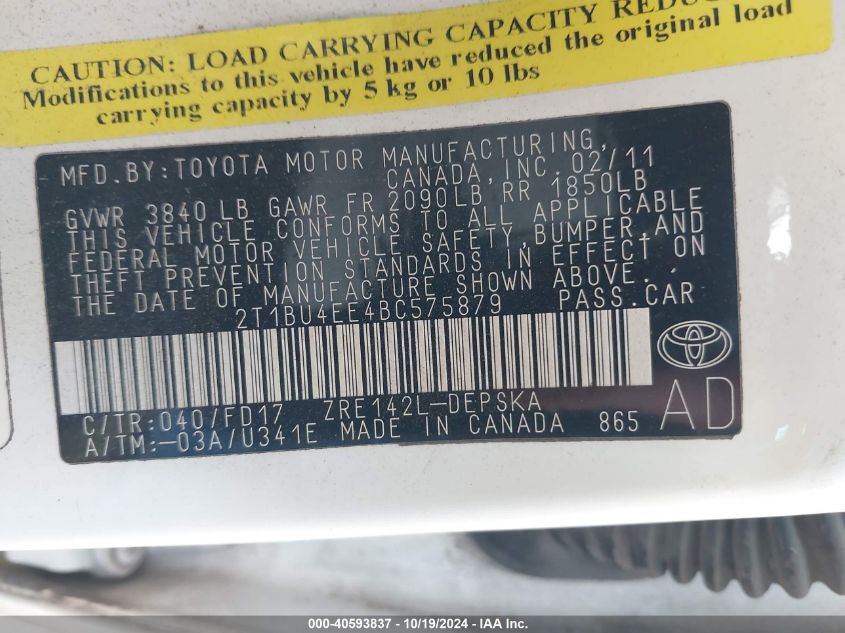 CAUTION: LOAD CARRYING CAPACITY
Modifications to this vehicle have reduced the original load
carrying capacity by 5 kg or 10 lbs
MFD.BY:TOYOTA MOTOR MANUFACTURING,
CANADA,INC. 02/11
GVWR 3840 LB GAWR FR 2090LB RR 1850LB
THIS VEHICLE CONFORMS TO ALL APPLICABLE
FEDERAL MOTOR VEHICLE SAFETY,BUMPER,AND
THEFT PREVENTION STANDARDS IN EFFECT ON
THE DATE OF MANUFACTURE SHOWN ABOVE.
2T1BU4EE4BC575879 PASS.CAR
C/TR:040/FD17 ZRE142L-DEPSKA
A/TM:-03A/U341E MADE IN CANADA 865
AD
000-40593837 - 10/19/2024 - IAA Inc.